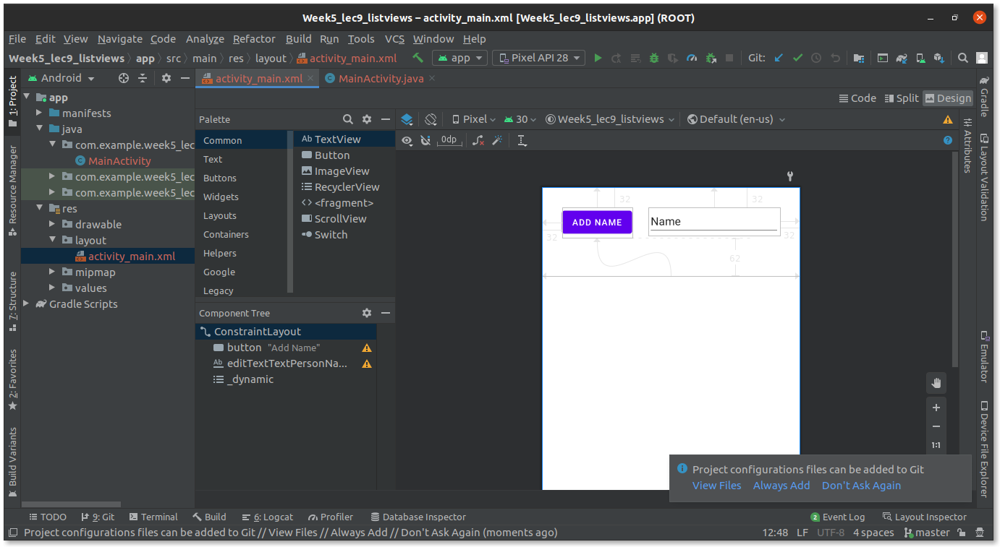 Week5_lec9_listviews – activity_main.xml [Week5_lec9_listviews.app] (ROOT)
File Edit View Navigate Code Analyze Refactor Build Run Tools VCS Window Help
Week5_lec9_listviews app src main res layout activity_main.xml app Pixel API 28 Git:
1: Project
Resource Manager
7: Structure
2: Favorites
Build Variants
Android
app
manifests
java
com.example.week5_lec
MainActivity
com.example.week5_lec
com.example.week5_lec
res
drawable
layout
activity_main.xml
mipmap
values
Gradle Scripts
activity_main.xml MainActivity.java
Code Split Design
Palette
Common
Text
Buttons
Widgets
Layouts
Containers
Helpers
Google
Legacy
Ab TextView
Button
ImageView
RecyclerView
<fragment>
ScrollView
Switch
Component Tree
ConstraintLayout
button "Add Name"
Ab editTextTextPersonNa...
_dynamic
Pixel 30 Week5_lec9_listviews Default (en-us)
0dp
32 32
ADD NAME Name
32 32
62
1:1
Attributes
Gradle
Layout Validation
Emulator
Device File Explorer
Project configurations files can be added to Git
View Files Always Add Don't Ask Again
TODO 9: Git Terminal Build 6: Logcat Profiler Database Inspector 2 Event Log Layout Inspector
Project configurations files can be added to Git // View Files // Always Add // Don't Ask Again (moments ago) 12:48 LF UTF-8 4 spaces master